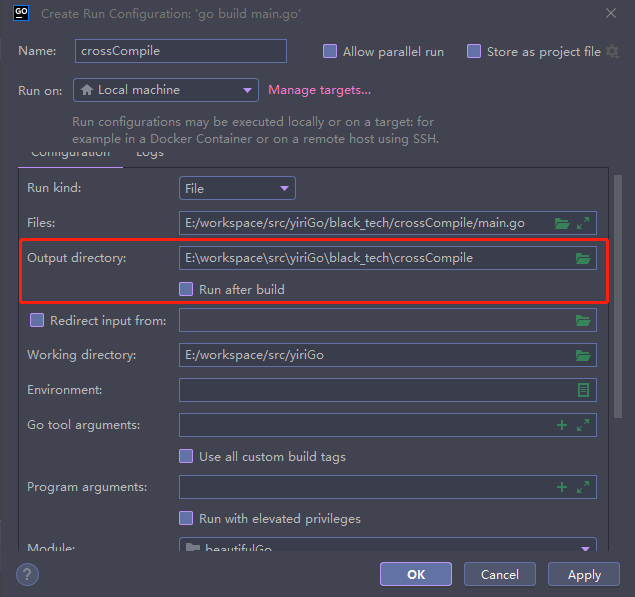 GO
Create Run Configuration: 'go build main.go'
Name: crossCompile
Allow parallel run
Store as project file
Run on: Local machine
Manage targets...
Run configurations may be executed locally or on a target: for
example in a Docker Container or on a remote host using SSH.
Configuration Logs
Run kind: File
Files: E:/workspace/src/yiriGo/black_tech/crossCompile/main.go
Output directory: E:\workspace\src\yiriGo\black_tech\crossCompile
Run after build
Redirect input from:
Working directory: E:/workspace/src/yiriGo
Environment:
Go tool arguments:
Use all custom build tags
Program arguments:
Run with elevated privileges
Module: beautifulGo
? OK Cancel Apply